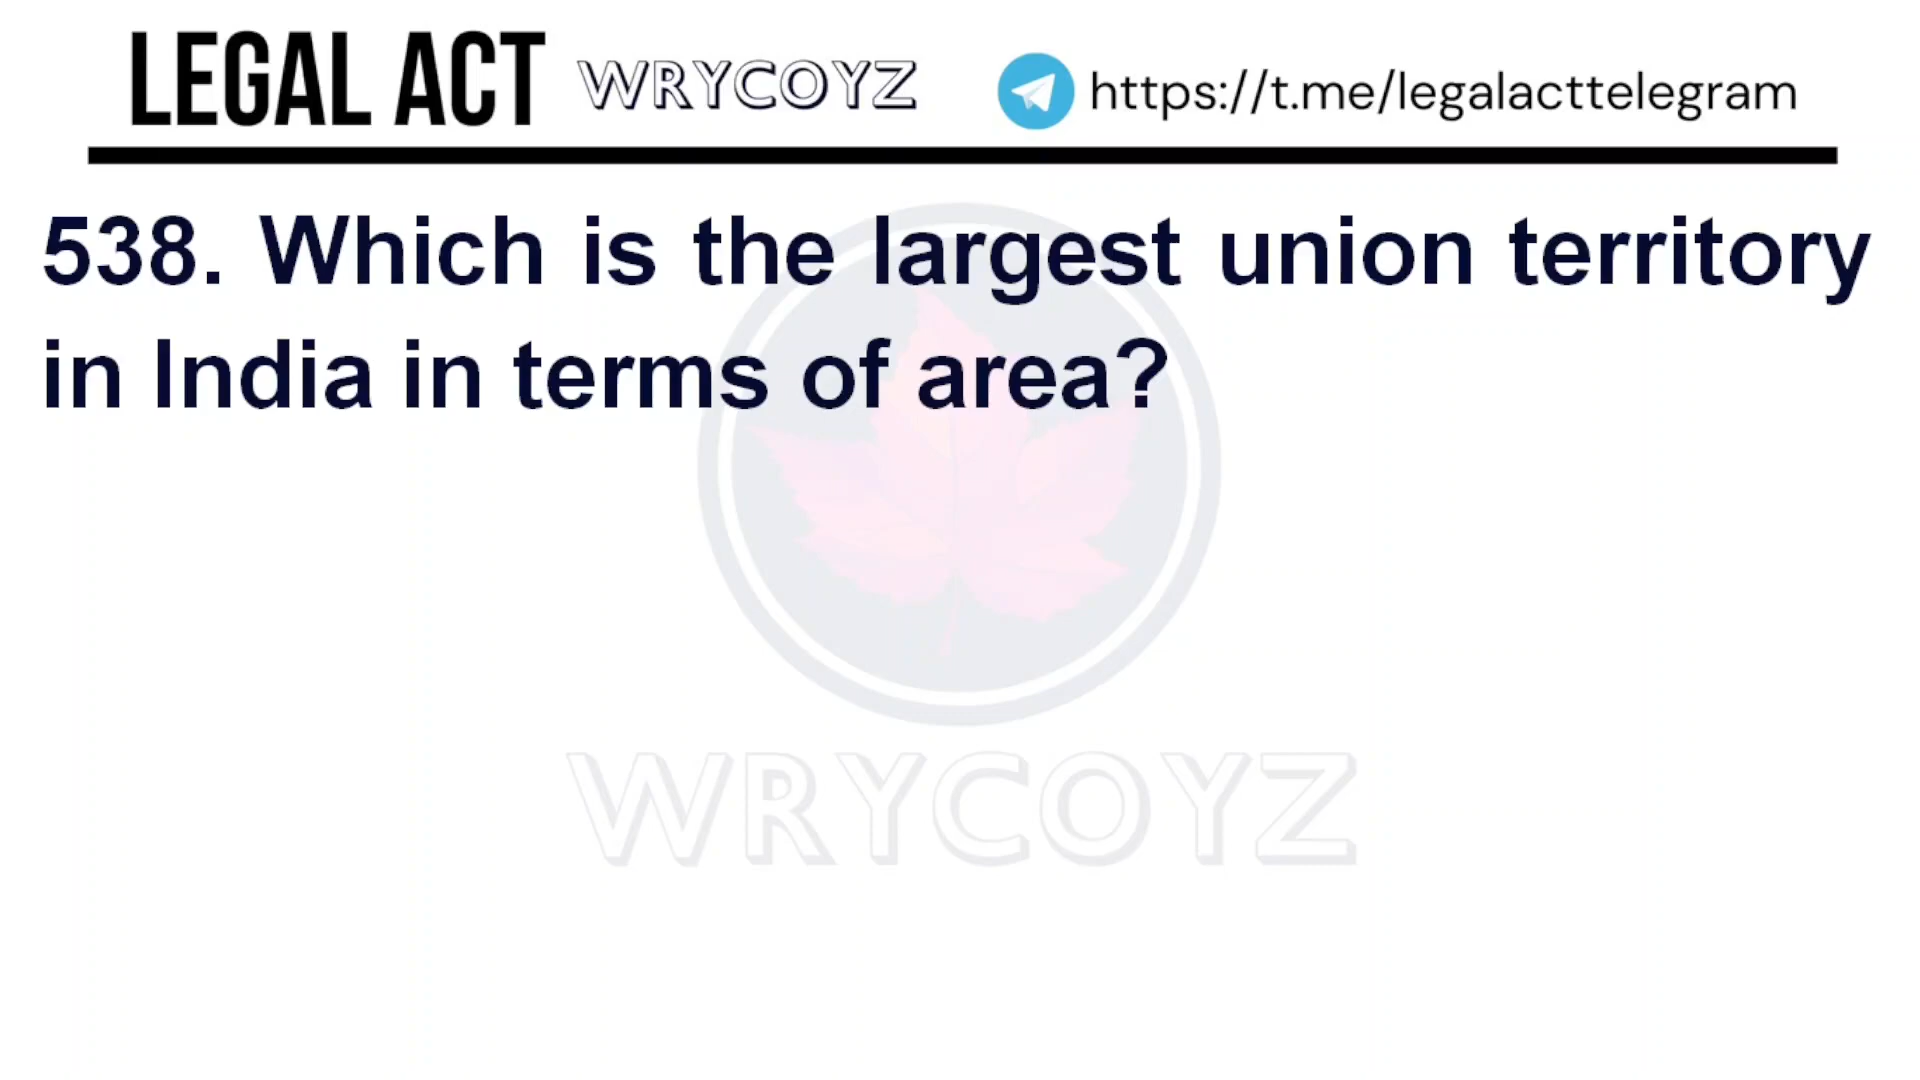 LEGAL ACT WRYCOYZ https://t.me/legalacttelegram
538. Which is the largest union territory
in India in terms of area?
WRYCOYZ